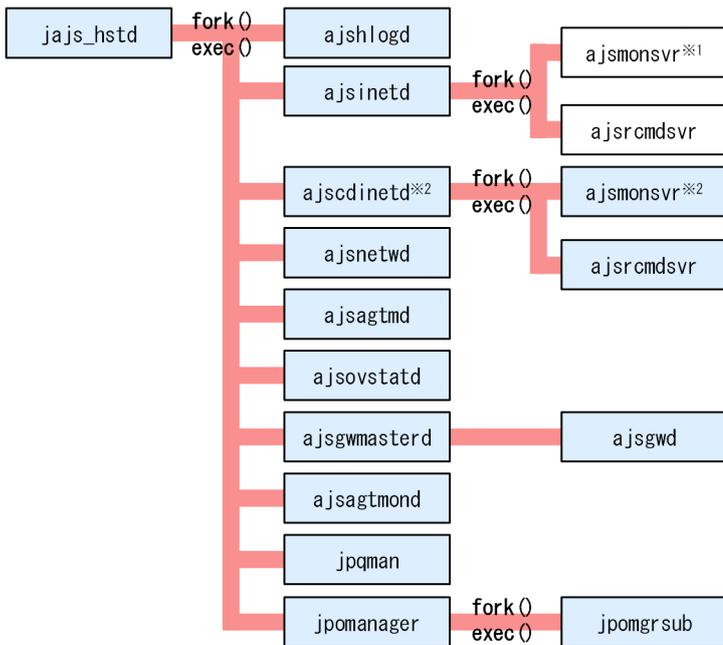 jajs_hstd
fork()
exec()
ajshlogd
ajsinetd
fork()
exec()
ajsmonsvr※1
ajsrcmdsvr
ajscdinetd※2
fork()
exec()
ajsmonsvr※2
ajsrcmdsvr
ajsnetwd
ajsagtmd
ajsovstatd
ajsgwmasterd
ajsgwd
ajsagtmond
jpqman
jpomanager
fork()
exec()
jpomgrsub